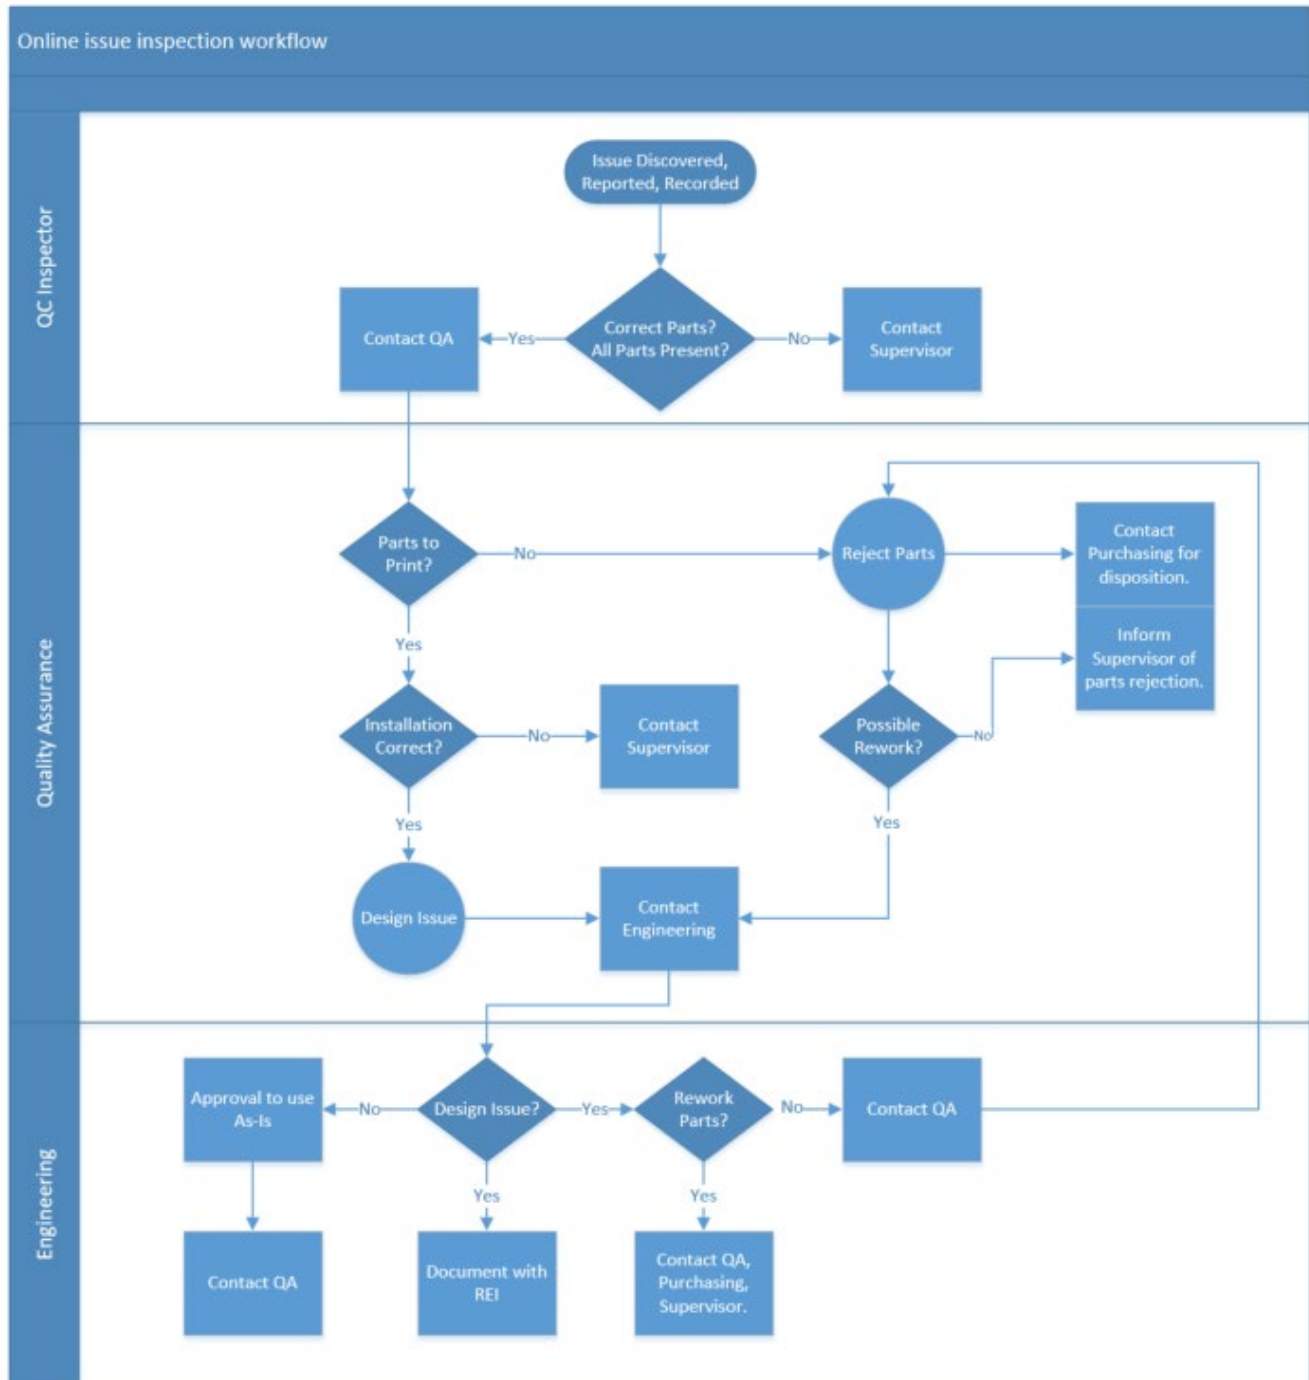 Online issue inspection workflow
QC Inspector
Issue Discovered,
Reported, Recorded
Contact QA
Yes
Correct Parts?
All Parts Present?
No
Contact
Supervisor
Quality Assurance
Parts to
Print?
No
Reject Parts
Contact
Purchasing for
disposition.
Yes
Inform
Supervisor of
parts rejection.
Installation
Correct?
No
Contact
Supervisor
Possible
Rework?
No
Yes
Yes
Design Issue
Contact
Engineering
Engineering
Approval to use
As-Is
No
Design Issue?
Yes
Rework
Parts?
No
Contact QA
Yes
Yes
Contact QA
Document with
REI
Contact QA,
Purchasing,
Supervisor.